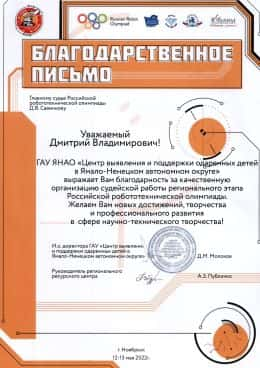 Russian Robot
Olympiad
БЛАГОДАРСТВЕННОЕ
ПИСЬМО
Главному судье Российской
робототехнической олимпиады
Д.В. Савинкову
Уважаемый
Дмитрий Владимирович!
ГАУ ЯНАО «Центр выявления и поддержки одаренных детей
в Ямало-Ненецком автономном округе»
выражает Вам благодарность за качественную
организацию судейской работы регионального этапа
Российской робототехнической олимпиады.
Желаем Вам новых достижений, творчества
и профессионального развития
в сфере научно-технического творчества!
И.о. директора ГАУ «Центр выявления
и поддержки одаренных детей в
Ямало-Ненецком автономном округе»
Д.Н. Молоков
Руководитель регионального
ресурсного центра
г. Ноябрьск
12-13 мая 2022г.